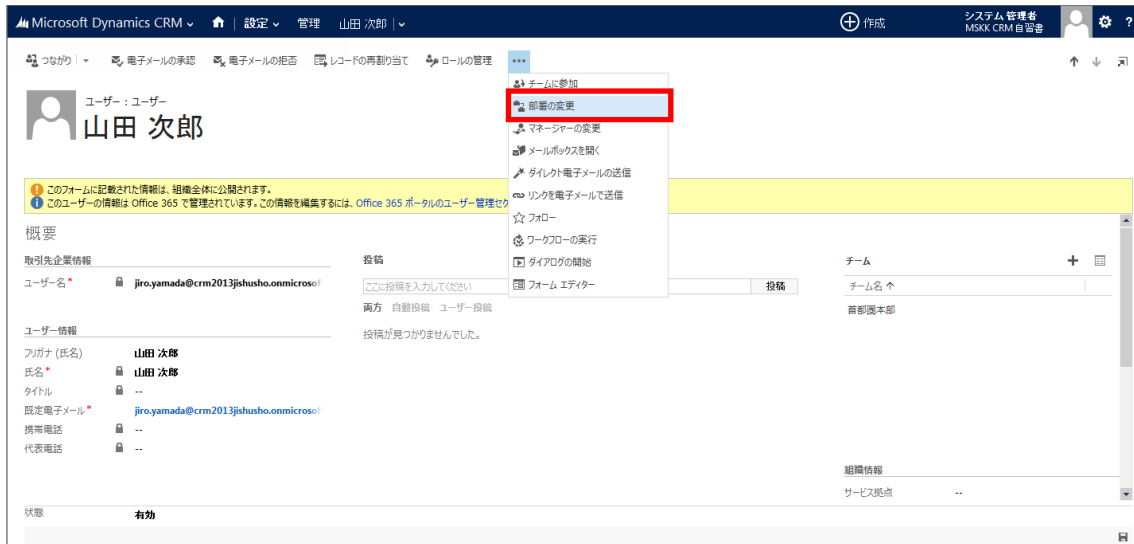 Microsoft Dynamics CRM 設定 管理 山田 次郎 作成 システム管理者
MSKK CRM 自習書 ?
つながり 電子メールの承認 電子メールの拒否 レコードの再割り当て ロールの管理 •••
チームに参加
部署の変更
マネージャーの変更
メールボックスを開く
ダイレクト電子メールの送信
リンクを電子メールで送信
フォロー
ワークフローの実行
ダイアログの開始
フォーム エディター
ユーザー : ユーザー
山田 次郎
このフォームに記載された情報は、組織全体に公開されます。
このユーザーの情報は Office 365 で管理されています。この情報を編集するには、Office 365 ポータルのユーザー管理セク
概要
取引先企業情報
ユーザー名* jiro.yamada@crm2013jishusho.onmicrosof
ユーザー情報
フリガナ (氏名) 山田 次郎
氏名* 山田 次郎
タイトル --
既定電子メール* jiro.yamada@crm2013jishusho.onmicrosof
携帯電話 --
代表電話 --
投稿
ここに投稿を入力してください 投稿
両方 自動投稿 ユーザー投稿
投稿が見つかりませんでした。
チーム
チーム名
首都圏本部
組織情報
サービス拠点 --
状態 有効